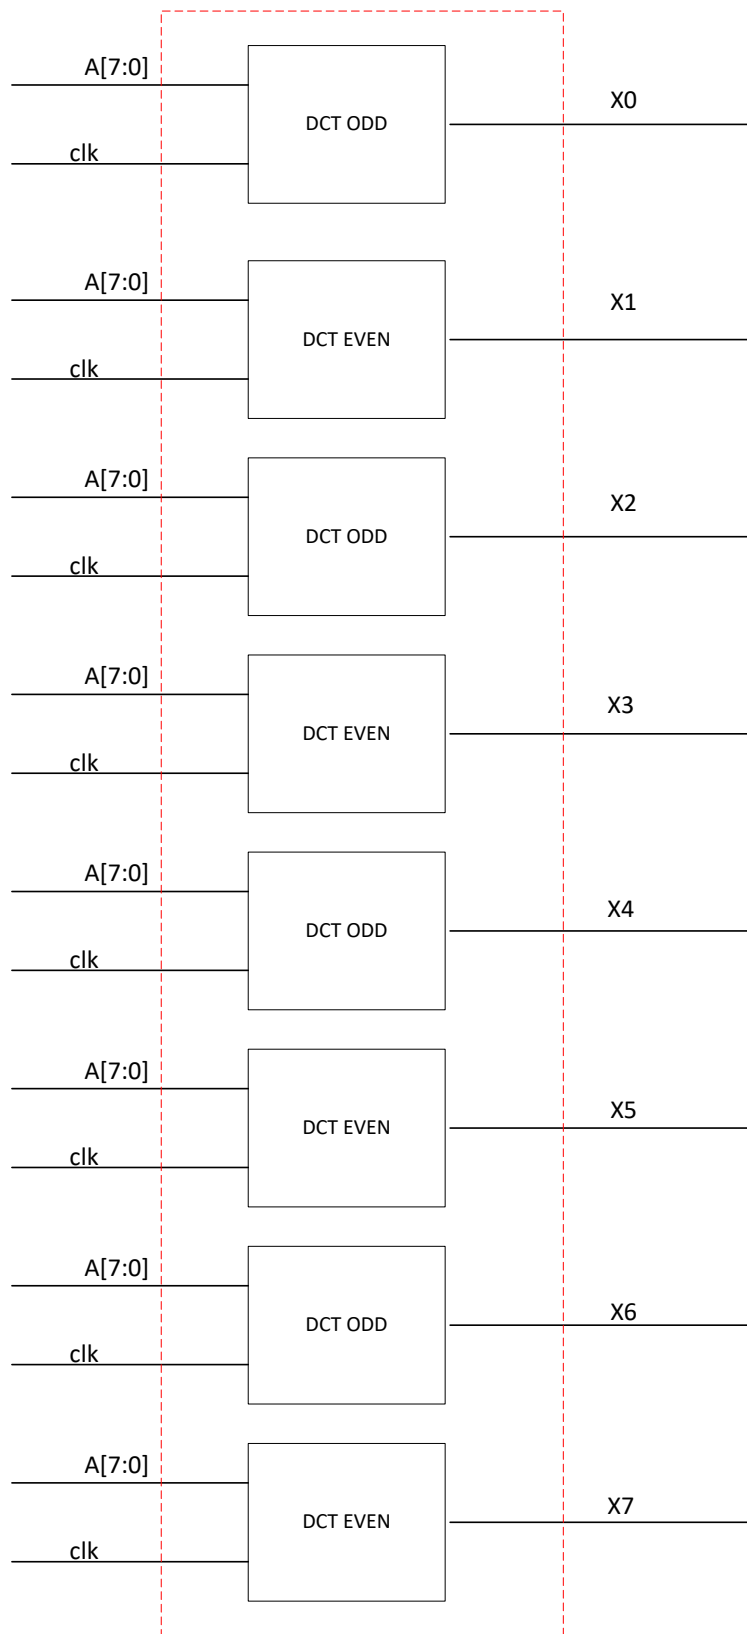 A[7:0]
DCT ODD
X0
clk
A[7:0]
DCT EVEN
X1
clk
A[7:0]
DCT ODD
X2
clk
A[7:0]
DCT EVEN
X3
clk
A[7:0]
DCT ODD
X4
clk
A[7:0]
DCT EVEN
X5
clk
A[7:0]
DCT ODD
X6
clk
A[7:0]
DCT EVEN
X7
clk